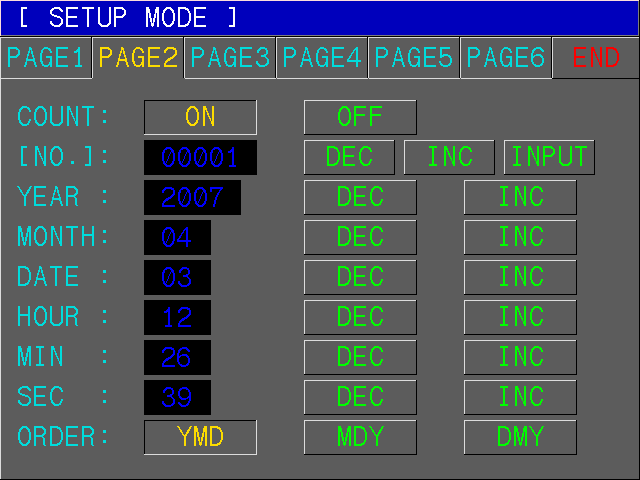 [ SETUP MODE ]
PAGE1 PAGE2 PAGE3 PAGE4 PAGE5 PAGE6 END
COUNT: ON OFF
[NO.]: 00001 DEC INC INPUT
YEAR : 2007 DEC INC
MONTH: 04 DEC INC
DATE : 03 DEC INC
HOUR : 12 DEC INC
MIN : 26 DEC INC
SEC : 39 DEC INC
ORDER: YMD MDY DMY